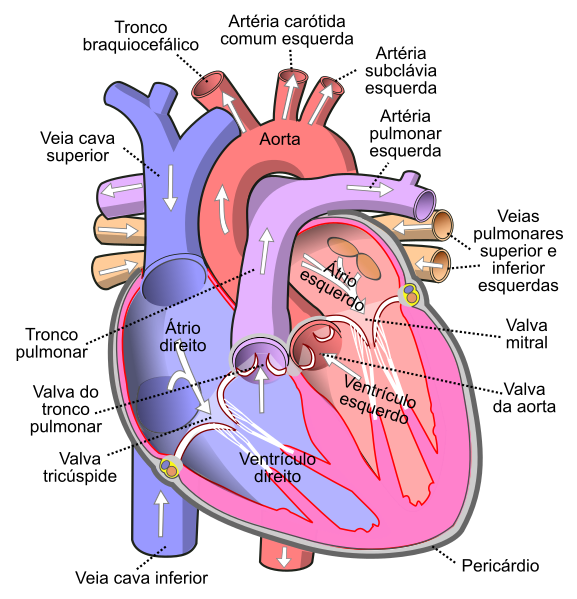 Tronco
braquiocefálico
Artéria carótida
comum esquerda
Artéria
subclávia
esquerda
Artéria
pulmonar
esquerda
Aorta
Veia cava
superior
Veias
pulmonares
superior e
inferior
esquerdas
Átrio
esquerdo
Átrio
direito
Tronco
pulmonar
Valva
mitral
Valva do
tronco
pulmonar
Ventrículo
esquerdo
Valva
da aorta
Valva
tricúspide
Ventrículo
direito
Pericárdio
Veia cava inferior